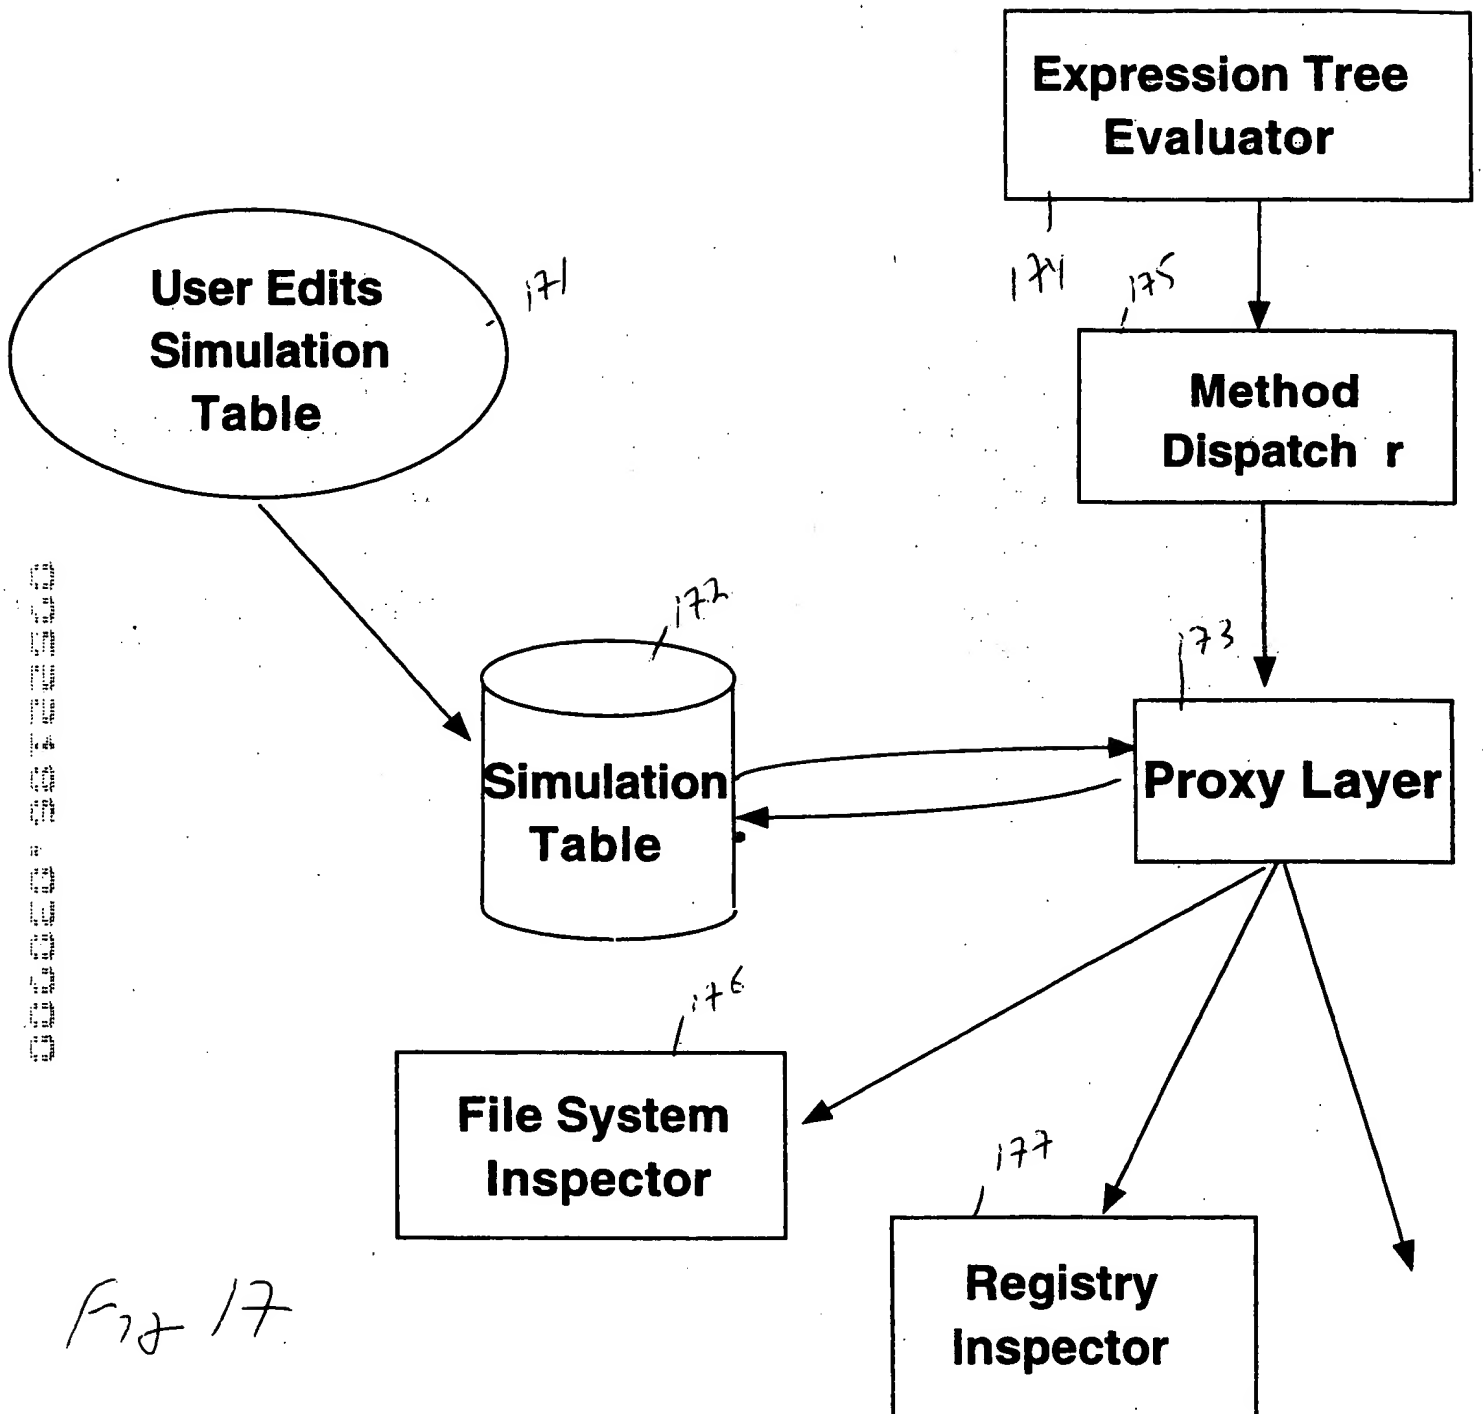 Expression Tree
Evaluator
174
User Edits
Simulation
Table
171
175
Method
Dispatch r
172
173
Simulation
Table
Proxy Layer
176
File System
Inspector
177
Registry
Inspector
Fig 17